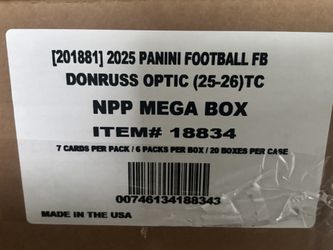 [201881] 2025 PANINI FOOTBALL FB
DONRUSS OPTIC (25-26)TC
NPP MEGA BOX
ITEM# 18834
7 CARDS PER PACK / 6 PACKS PER BOX / 20 BOXES PER CASE
00746134188343
MADE IN THE USA